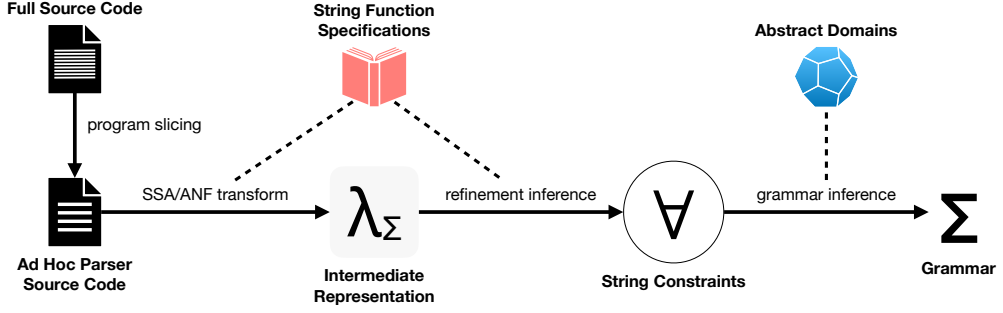 Full Source Code
String Function
Specifications
Abstract Domains
program slicing
SSA/ANF transform
refinement inference
grammar inference
λΣ
∀
Σ
Ad Hoc Parser
Source Code
Intermediate
Representation
String Constraints
Grammar